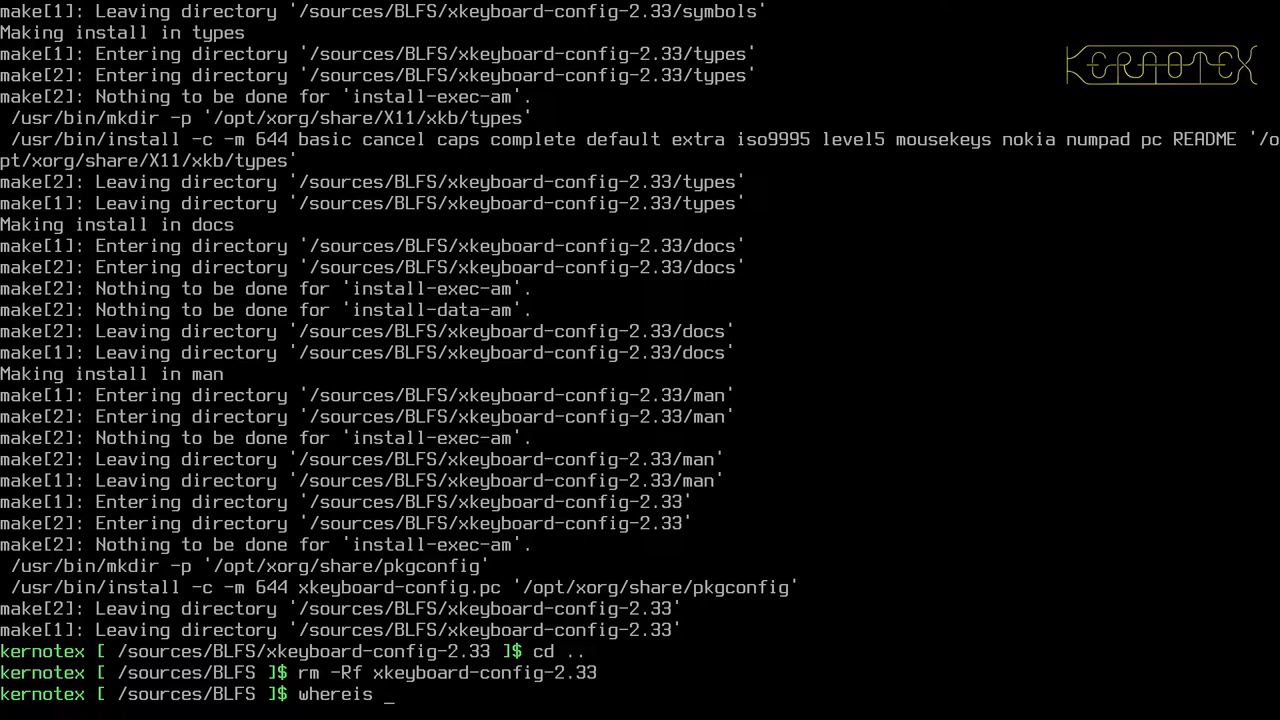 make[1]: Leaving directory '/sources/BLFS/xkeyboard-config-2.33/symbols'
Making install in types
make[1]: Entering directory '/sources/BLFS/xkeyboard-config-2.33/types'
make[2]: Entering directory '/sources/BLFS/xkeyboard-config-2.33/types'
KERNOTEX
make[2]: Nothing to be done for 'install-exec-am'.
 /usr/bin/mkdir -p '/opt/xorg/share/X11/xkb/types'
 /usr/bin/install -c -m 644 basic cancel caps complete default extra iso9995 level5 mousekeys nokia numpad pc README '/o
pt/xorg/share/X11/xkb/types'
make[2]: Leaving directory '/sources/BLFS/xkeyboard-config-2.33/types'
make[1]: Leaving directory '/sources/BLFS/xkeyboard-config-2.33/types'
Making install in docs
make[1]: Entering directory '/sources/BLFS/xkeyboard-config-2.33/docs'
make[2]: Entering directory '/sources/BLFS/xkeyboard-config-2.33/docs'
make[2]: Nothing to be done for 'install-exec-am'.
make[2]: Nothing to be done for 'install-data-am'.
make[2]: Leaving directory '/sources/BLFS/xkeyboard-config-2.33/docs'
make[1]: Leaving directory '/sources/BLFS/xkeyboard-config-2.33/docs'
Making install in man
make[1]: Entering directory '/sources/BLFS/xkeyboard-config-2.33/man'
make[2]: Entering directory '/sources/BLFS/xkeyboard-config-2.33/man'
make[2]: Nothing to be done for 'install-exec-am'.
make[2]: Leaving directory '/sources/BLFS/xkeyboard-config-2.33/man'
make[1]: Leaving directory '/sources/BLFS/xkeyboard-config-2.33/man'
make[1]: Entering directory '/sources/BLFS/xkeyboard-config-2.33'
make[2]: Entering directory '/sources/BLFS/xkeyboard-config-2.33'
make[2]: Nothing to be done for 'install-exec-am'.
 /usr/bin/mkdir -p '/opt/xorg/share/pkgconfig'
 /usr/bin/install -c -m 644 xkeyboard-config.pc '/opt/xorg/share/pkgconfig'
make[2]: Leaving directory '/sources/BLFS/xkeyboard-config-2.33'
make[1]: Leaving directory '/sources/BLFS/xkeyboard-config-2.33'
kernotex [ /sources/BLFS/xkeyboard-config-2.33 ]$ cd ..
kernotex [ /sources/BLFS ]$ rm -Rf xkeyboard-config-2.33
kernotex [ /sources/BLFS ]$ whereis _